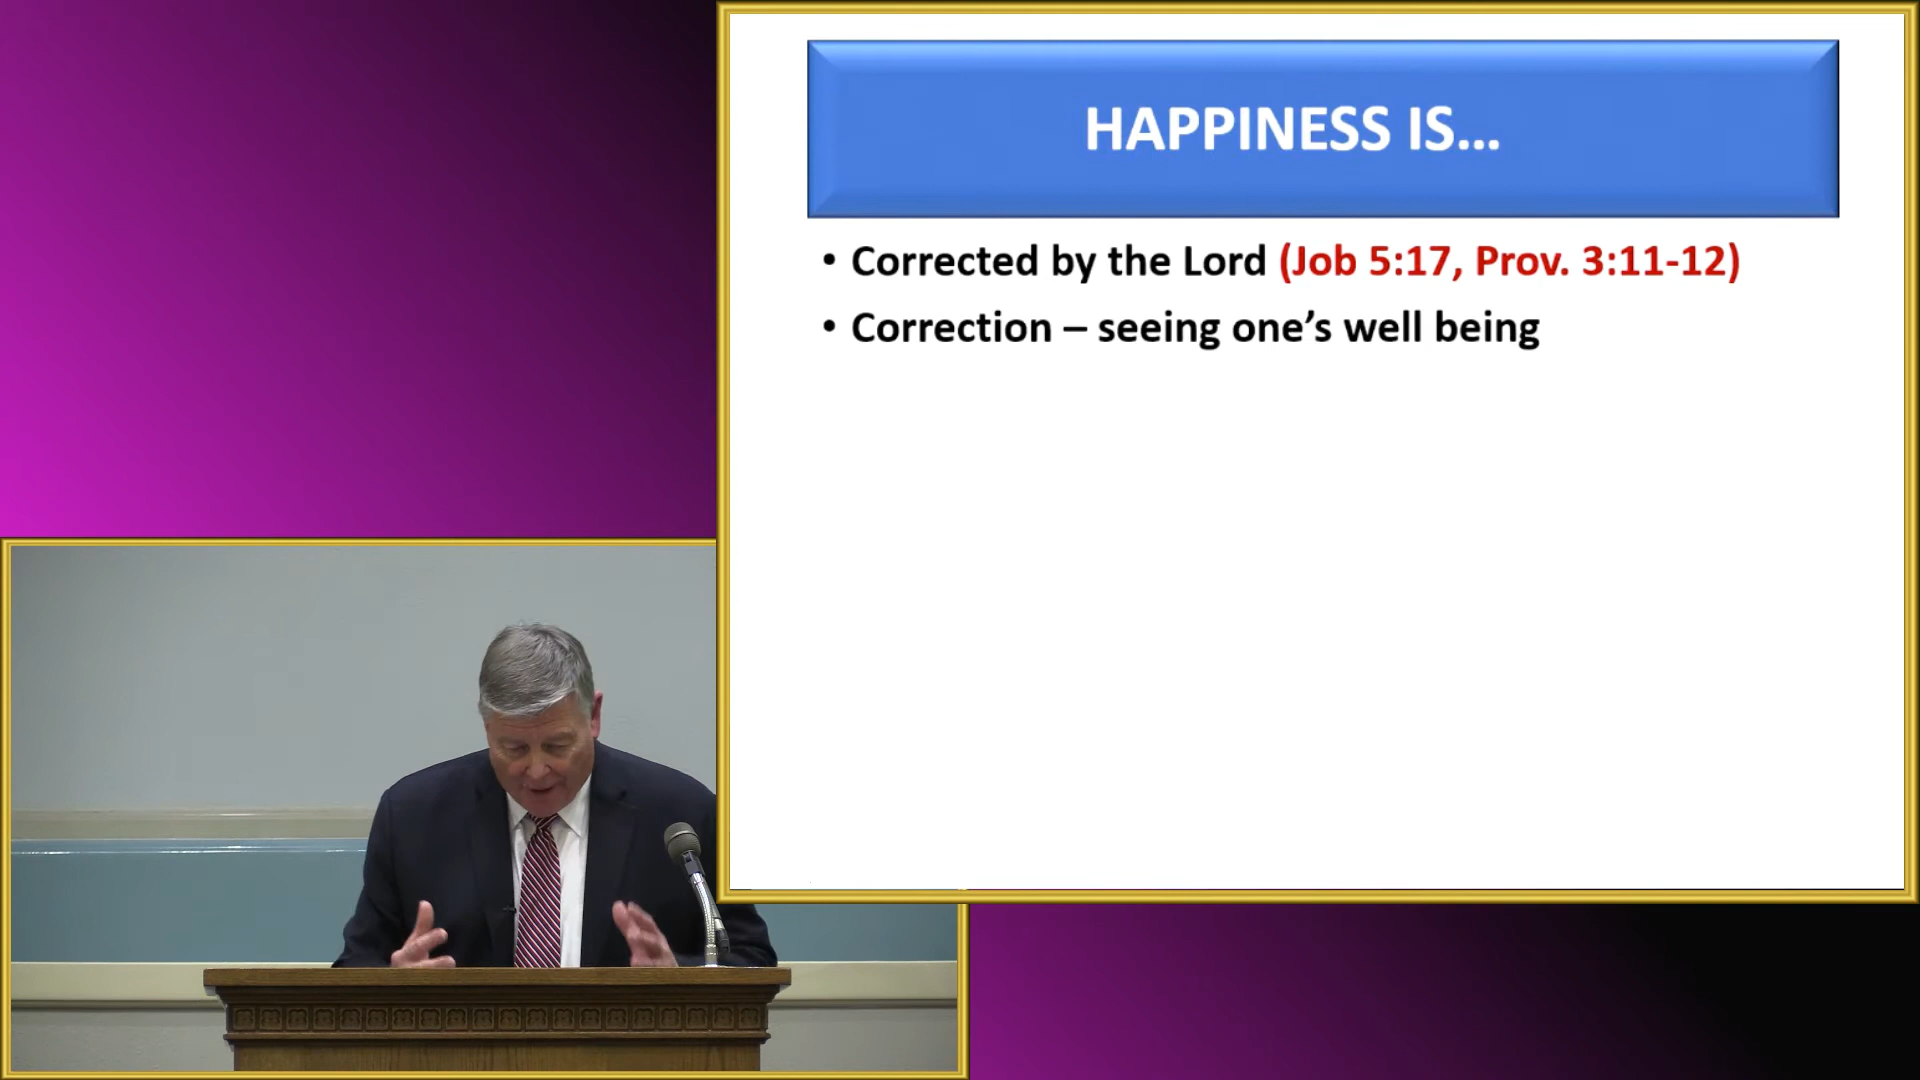 HAPPINESS IS...
• Corrected by the Lord (Job 5:17, Prov. 3:11-12)
• Correction – seeing one's well being